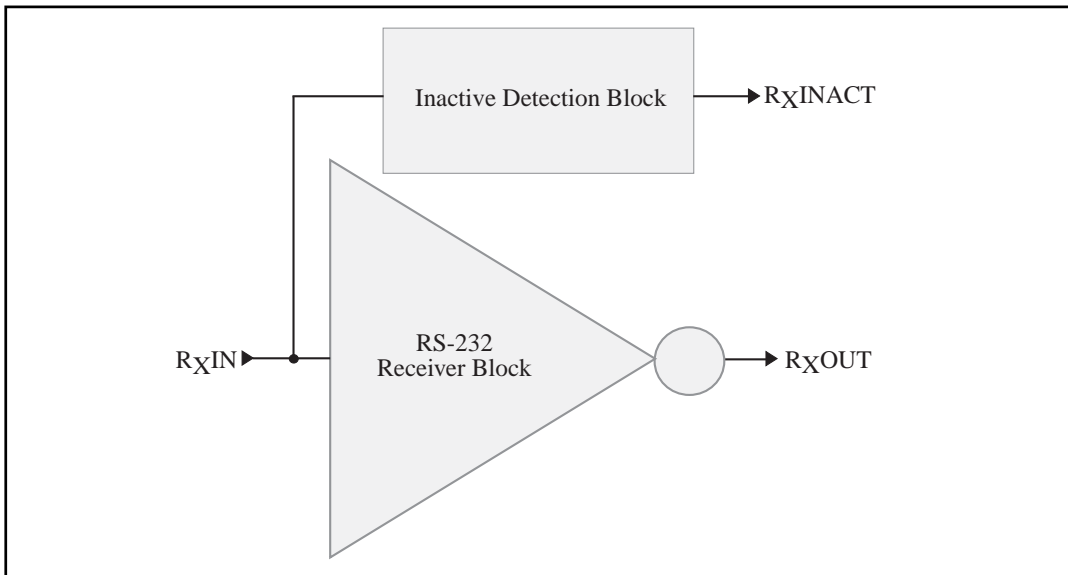 Inactive Detection Block
RXINACT
RS-232
Receiver Block
RXIN
RXOUT